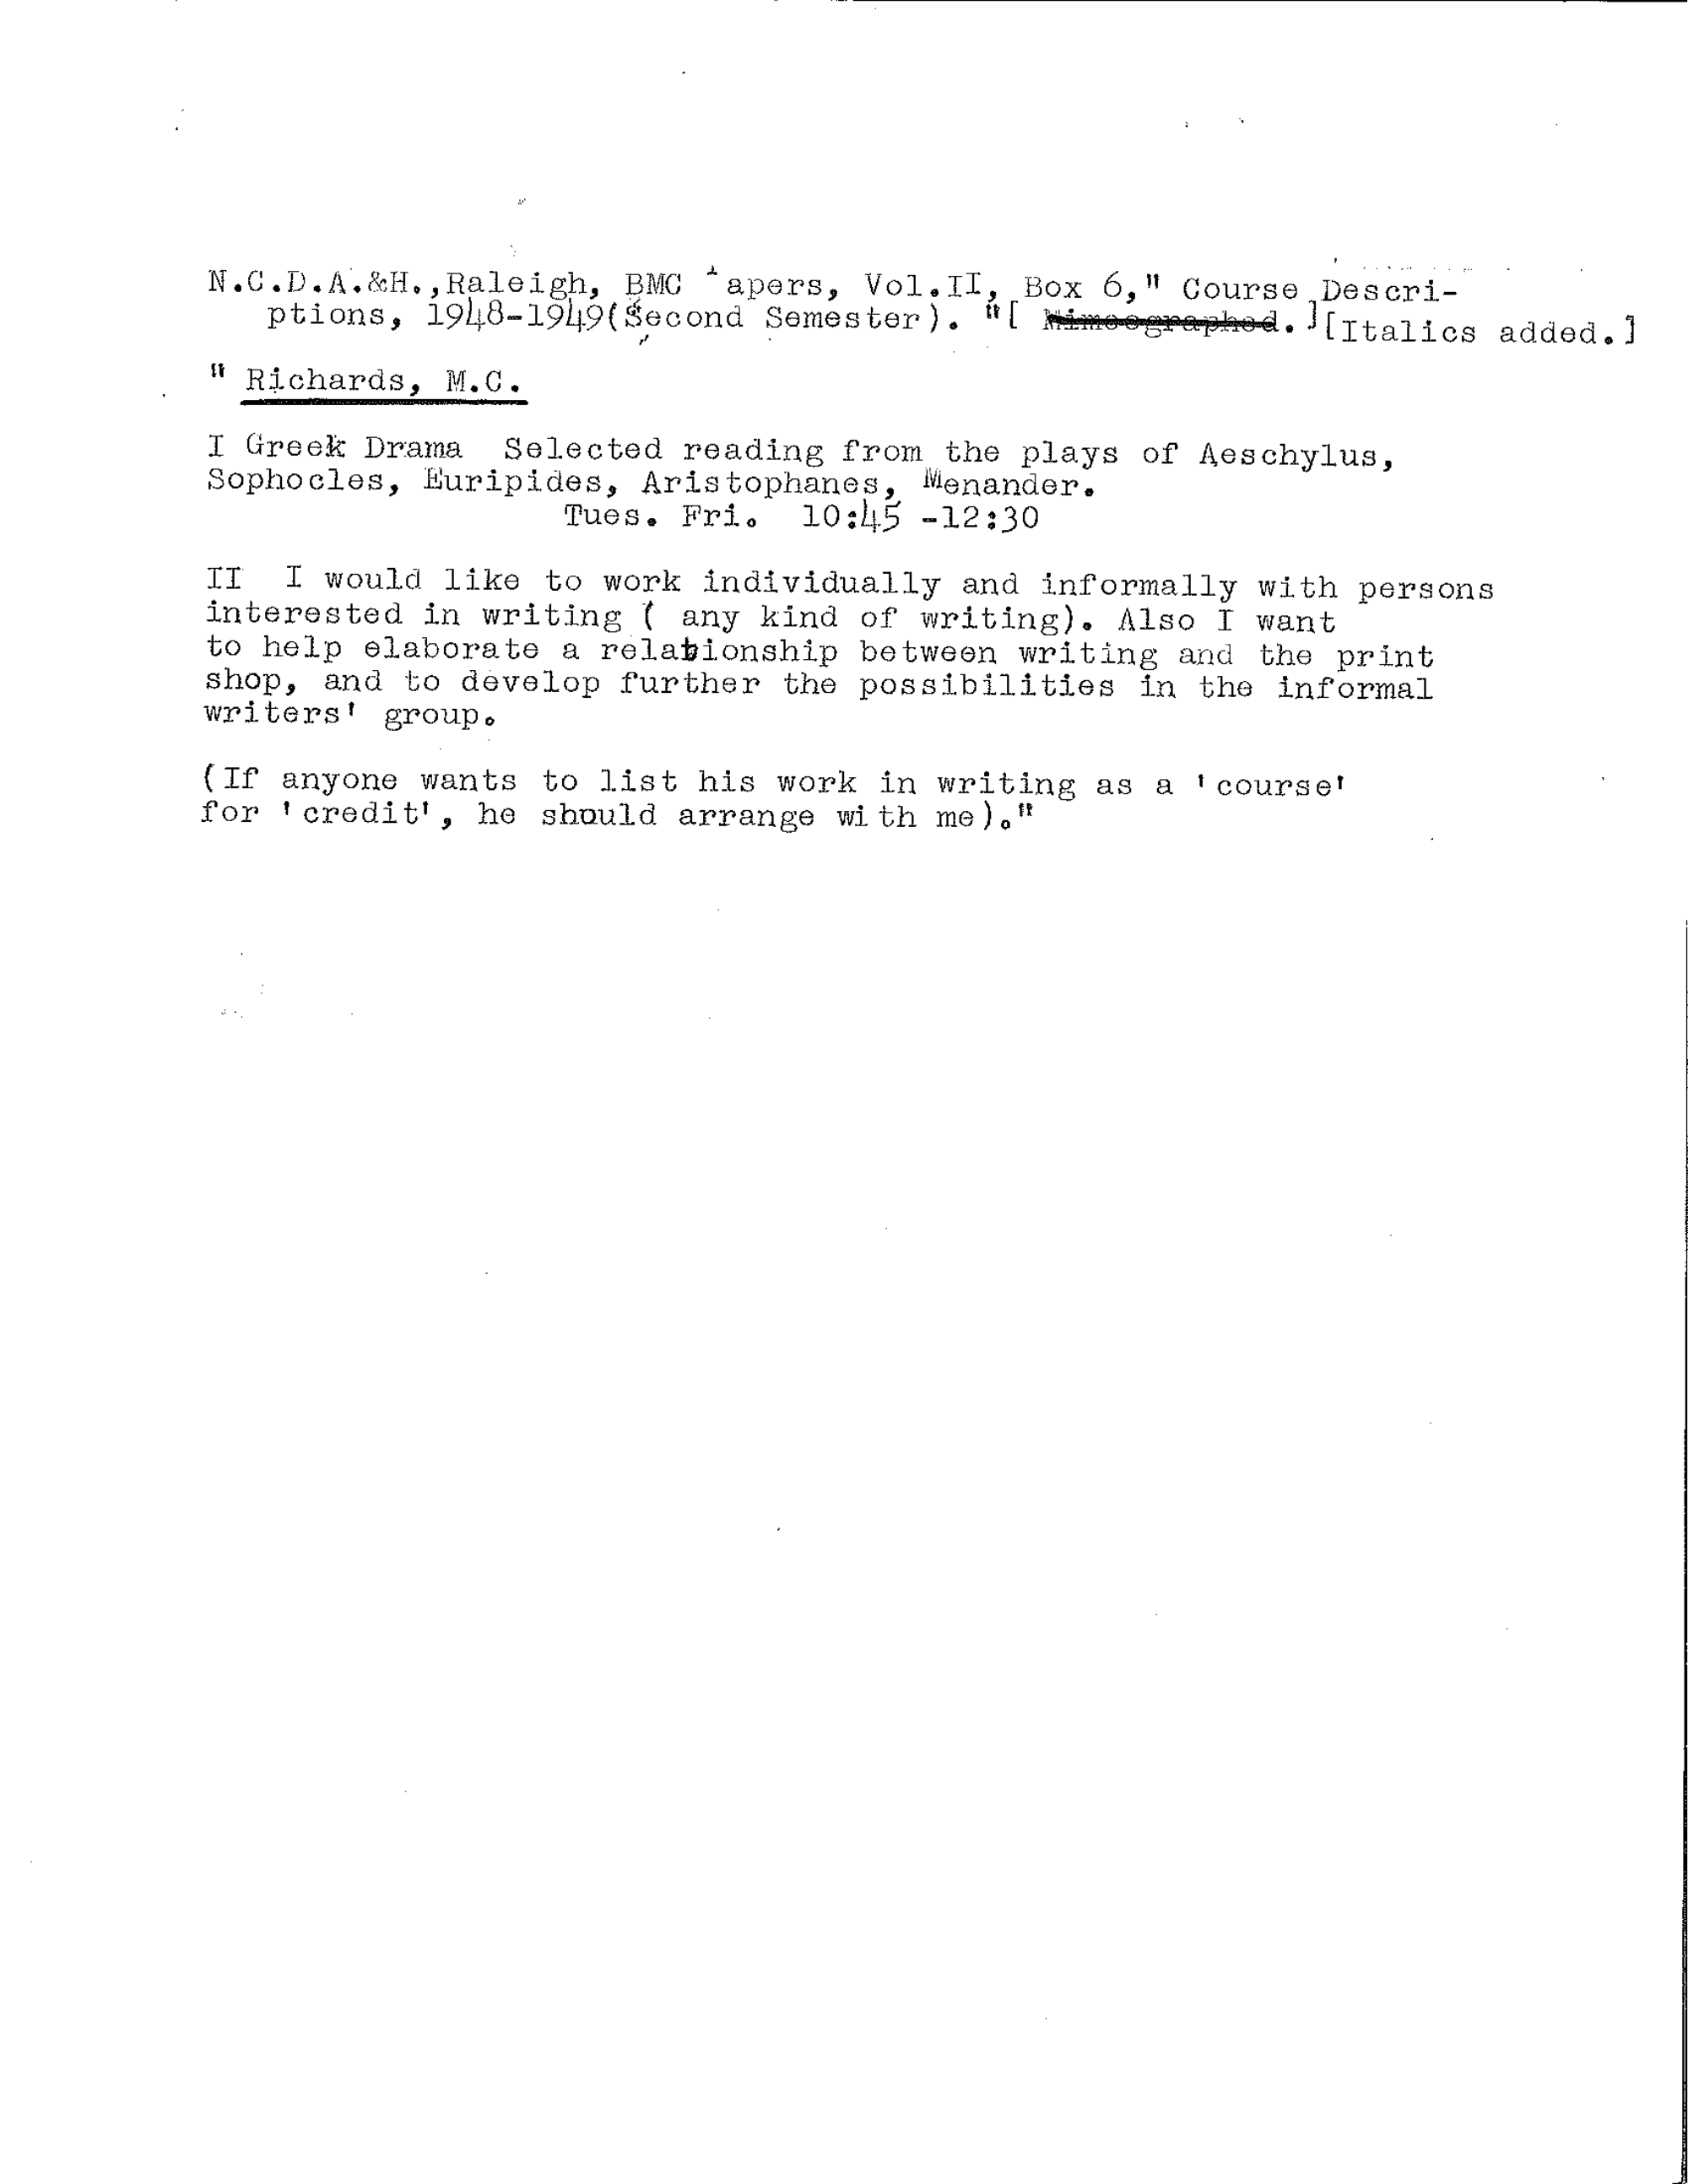 N.C.D.A.&H.,Raleigh, BMC Papers, Vol.II, Box 6," Course Descri-
ptions, 1948-1949(Second Semester). "[ Mimeographed. ][Italics added.]
" Richards, M.C.
I Greek Drama  Selected reading from the plays of Aeschylus,
Sophocles, Euripides, Aristophanes, Menander.
Tues. Fri.  10:45 -12:30
II  I would like to work individually and informally with persons
interested in writing ( any kind of writing). Also I want
to help elaborate a relationship between writing and the print
shop, and to develop further the possibilities in the informal
writers' group.
(If anyone wants to list his work in writing as a 'course'
for 'credit', he should arrange with me)."